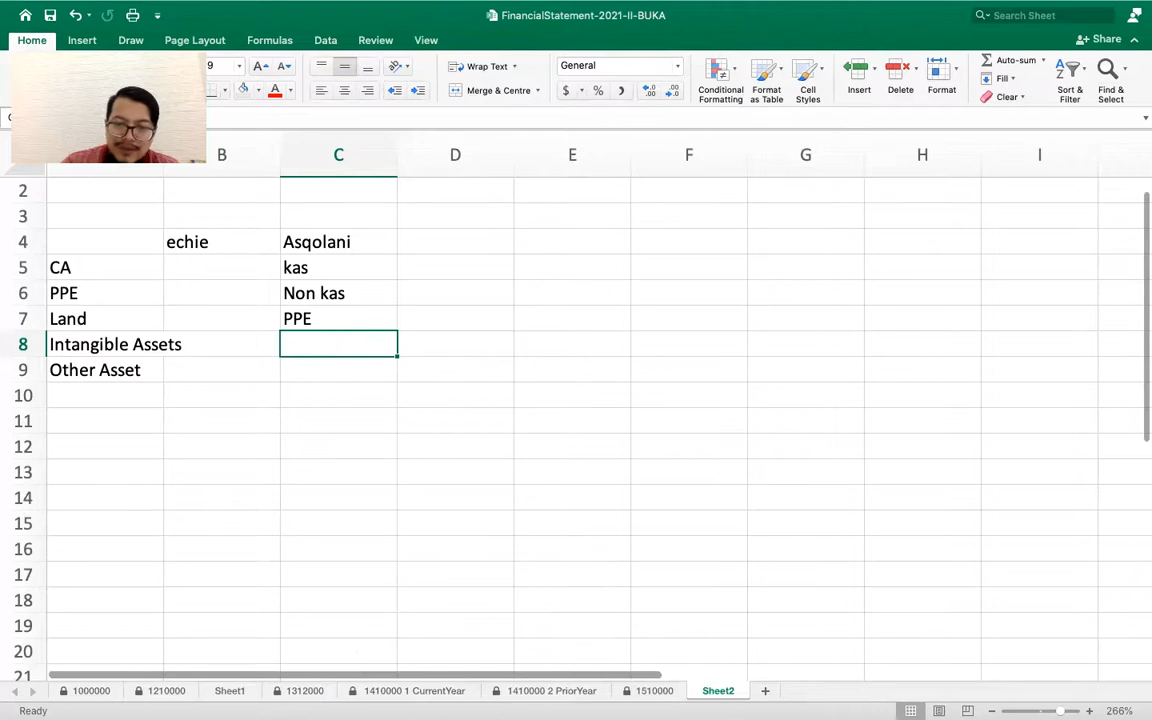 FinancialStatement-2021-II-BUKA
Search Sheet
Home Insert Draw Page Layout Formulas Data Review View
Share
9 A A Wrap Text General Conditional Formatting Format as Table Cell Styles Insert Delete Format Auto-sum Sort & Filter Find & Select
A Merge & Centre $ % Fill
Clear
B C D E F G H I
2
3
4 echie Asqolani
5 CA kas
6 PPE Non kas
7 Land PPE
8 Intangible Assets
9 Other Asset
10
11
12
13
14
15
16
17
18
19
20
21
1000000 1210000 Sheet1 1312000 1410000 1 CurrentYear 1410000 2 PriorYear 1510000 Sheet2
Ready 266%